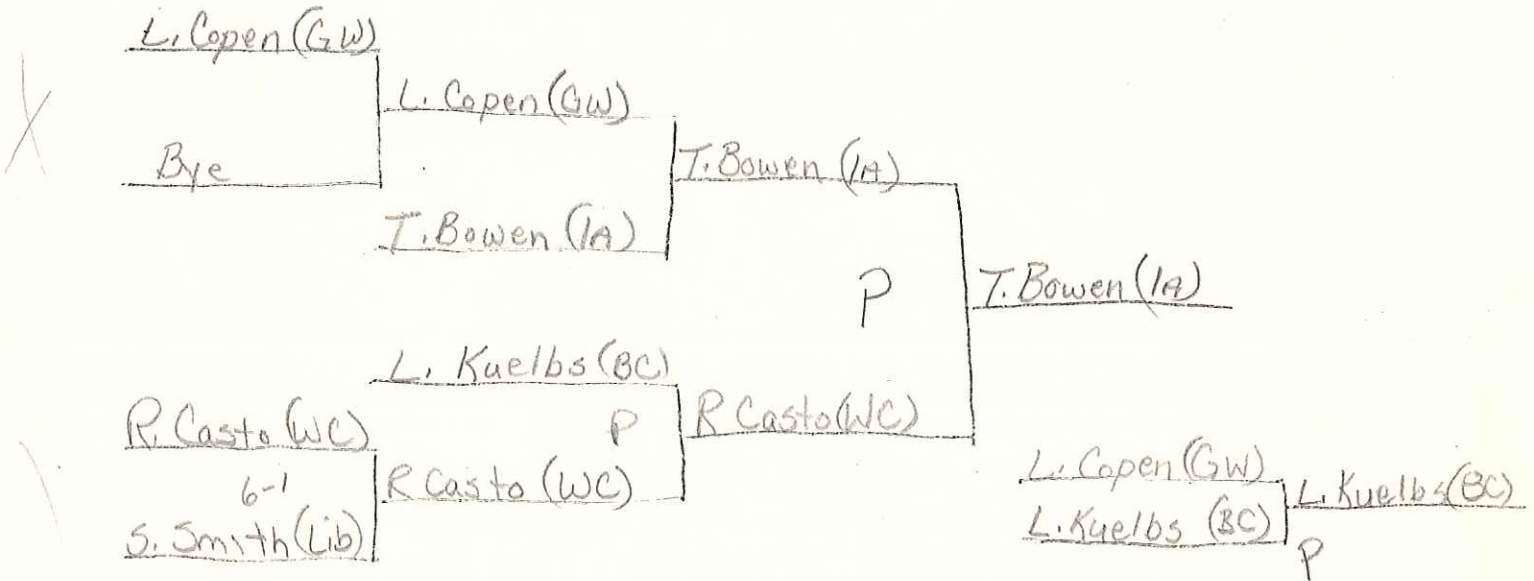 L. Copen (GW)
L. Copen (GW)
Bye
T. Bowen (IA)
T. Bowen (IA)
T. Bowen (IA)
P
L. Kuelbs (BC)
R. Casto (WC)
P
R Casto (WC)
6-1
R Casto (WC)
S. Smith (Lib)
L. Copen (GW)
L. Kuelbs (BC)
L. Kuelbs (BC)
P